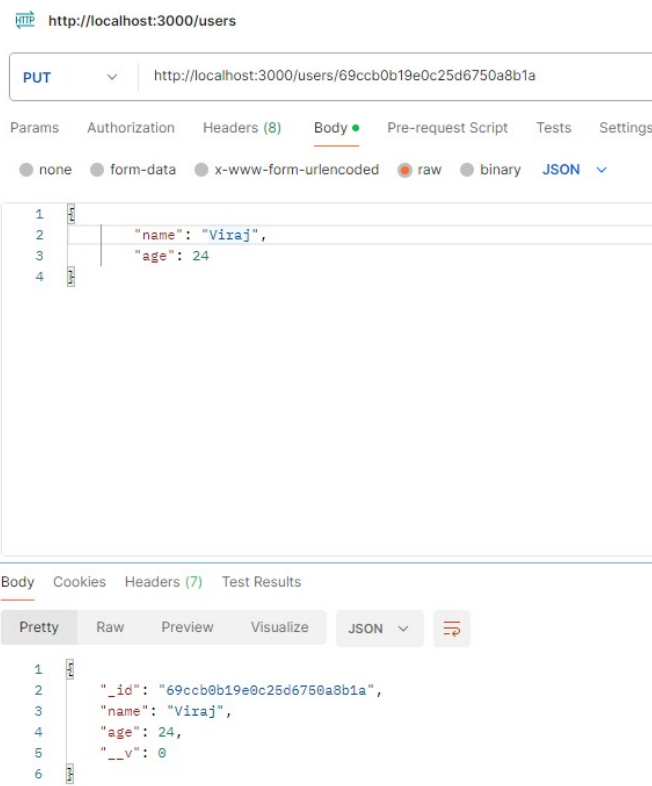 HTTP http://localhost:3000/users
PUT http://localhost:3000/users/69ccb0b19e0c25d6750a8b1a
Params Authorization Headers (8) Body Pre-request Script Tests Settings
none form-data x-www-form-urlencoded raw binary JSON
1 {
2 "name": "Viraj",
3 "age": 24
4 }
Body Cookies Headers (7) Test Results
Pretty Raw Preview Visualize JSON
1 {
2 "_id": "69ccb0b19e0c25d6750a8b1a",
3 "name": "Viraj",
4 "age": 24,
5 "__v": 0
6 }